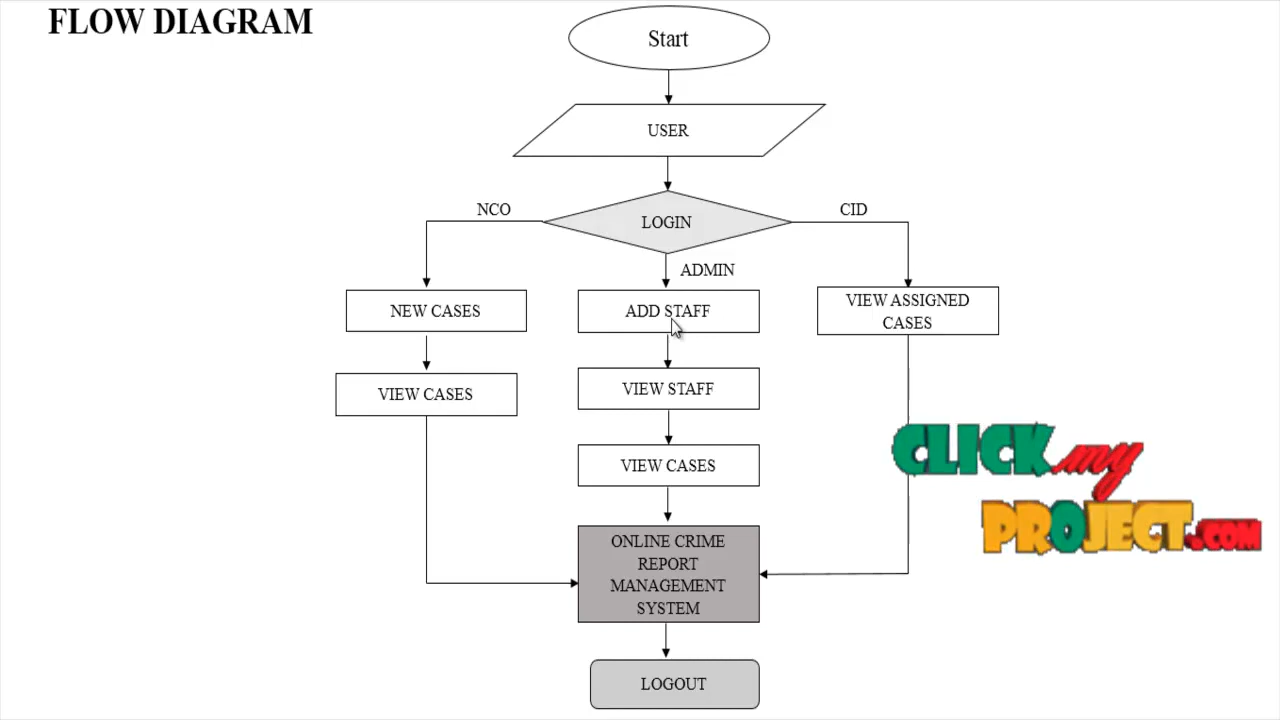 FLOW DIAGRAM
Start
USER
NCO
LOGIN
CID
ADMIN
NEW CASES
ADD STAFF
VIEW ASSIGNED
CASES
VIEW CASES
VIEW STAFF
VIEW CASES
CLICK my
PROJECT.COM
ONLINE CRIME
REPORT
MANAGEMENT
SYSTEM
LOGOUT